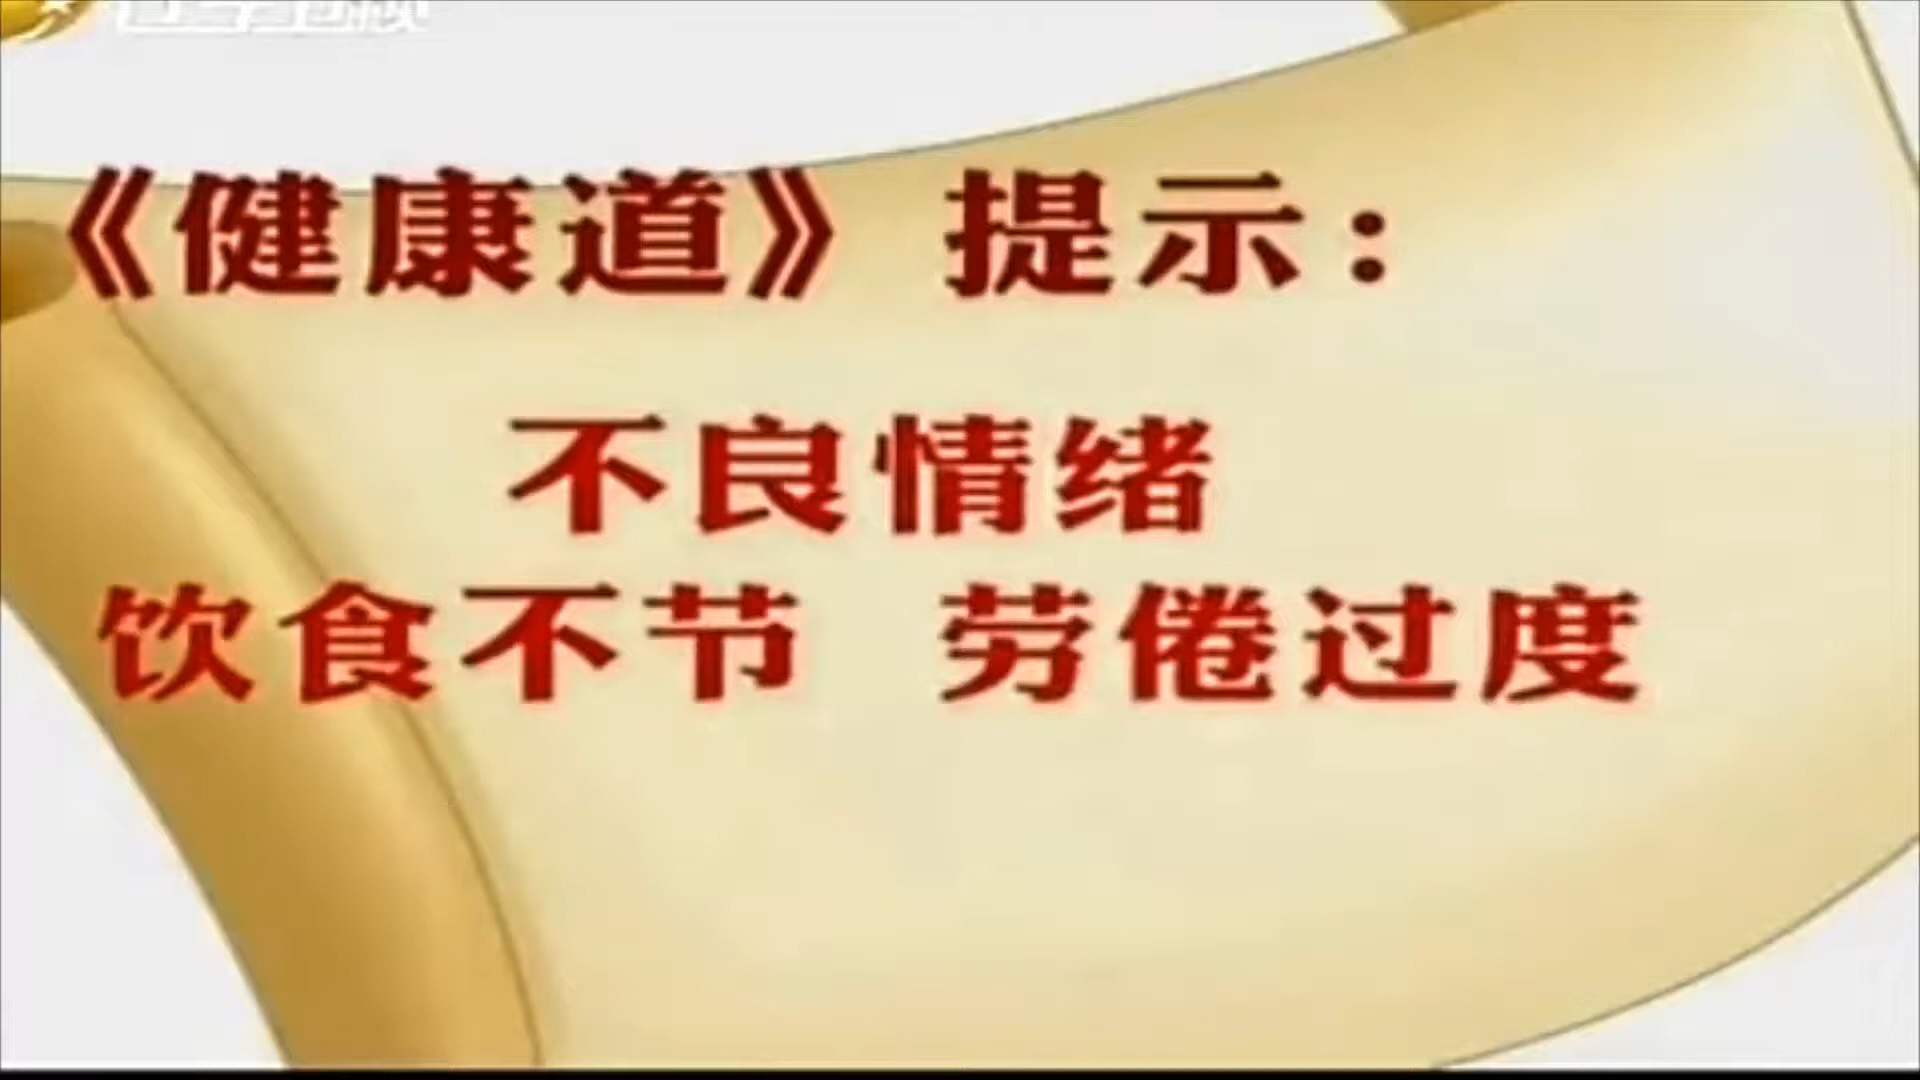 《健康道》 提示：
不良情绪
饮食不节 劳倦过度